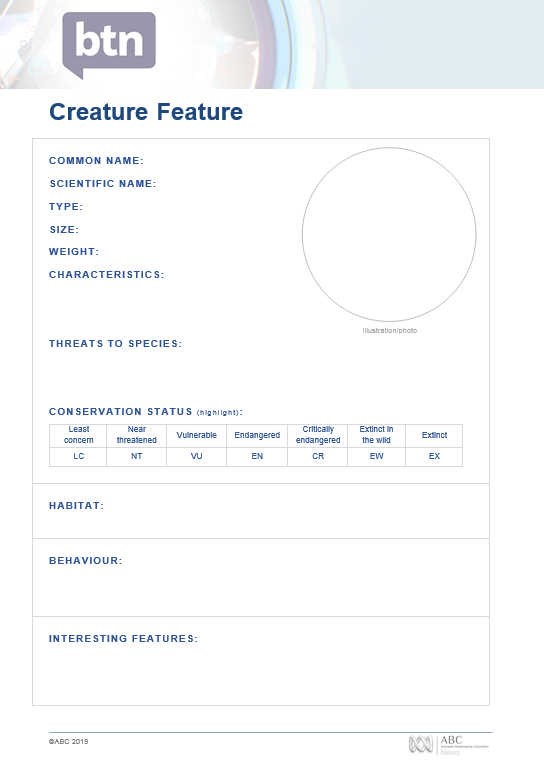 btn
Creature Feature
COMMON NAME:
SCIENTIFIC NAME:
TYPE:
SIZE:
WEIGHT:
CHARACTERISTICS:
Illustration/photo
THREATS TO SPECIES:
CONSERVATION STATUS (highlight):
Least concern Near threatened Vulnerable Endangered Critically endangered Extinct in the wild Extinct
LC NT VU EN CR EW EX
HABITAT:
BEHAVIOUR:
INTERESTING FEATURES:
©ABC 2019
ABC
Australian Broadcasting Corporation
News